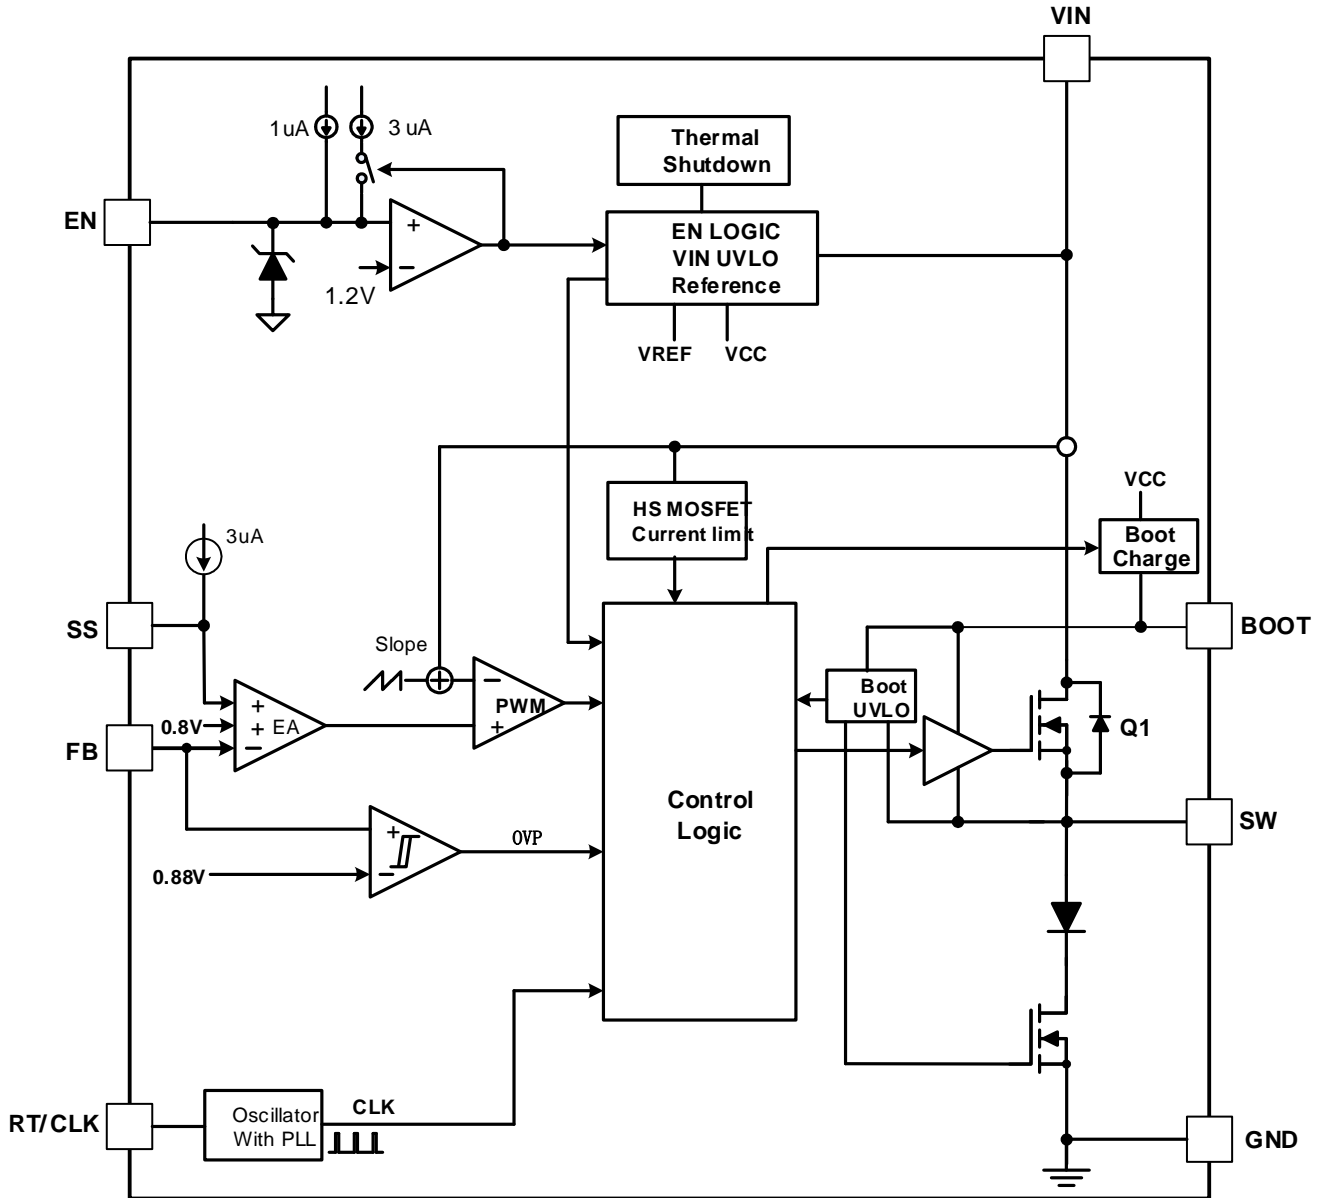 VIN
1uA
3 uA
Thermal
Shutdown
EN
+
EN LOGIC
VIN UVLO
Reference
−
1.2V
VREF
VCC
VCC
HS MOSFET
Current limit
Boot
Charge
3uA
SS
BOOT
Slope
−
Boot
UVLO
+
PWM
0.8V
+ EA
+
Q1
FB
−
Control
Logic
SW
+
OVP
0.88V
−
CLK
RT/CLK
Oscillator
With PLL
GND